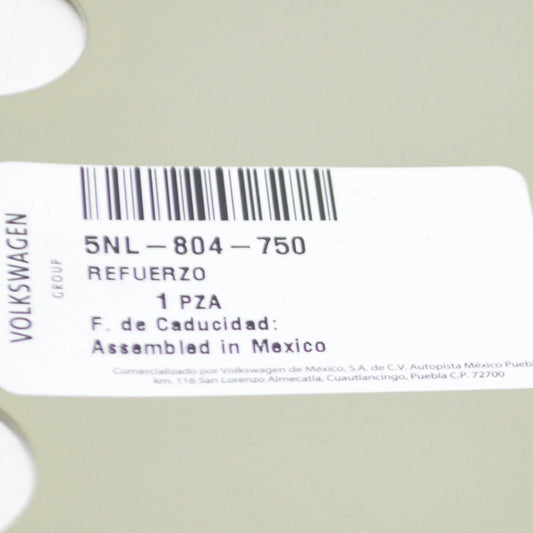 VOLKSWAGEN
GROUP
5NL-804-750
REFUERZO
1 PZA
F. de Caducidad:
Assembled in Mexico
Comercializado por Volkswagen de México, S.A. de C.V. Autopista México Pueb
km. 116 San Lorenzo Almecatla, Cuautlancingo, Puebla C.P. 72700